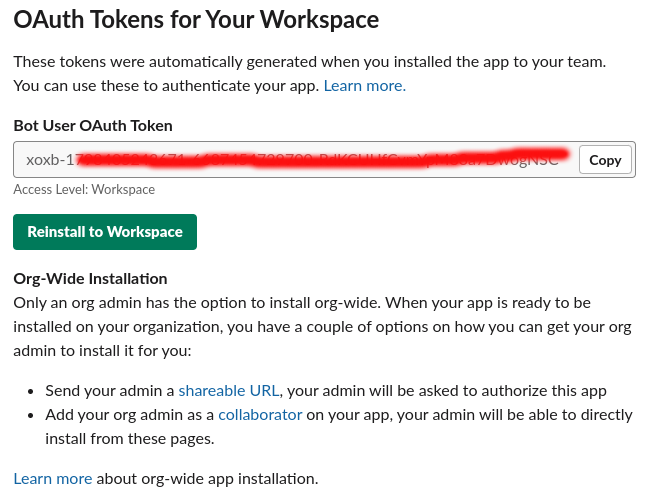 OAuth Tokens for Your Workspace
These tokens were automatically generated when you installed the app to your team.
You can use these to authenticate your app. Learn more.
Bot User OAuth Token
Copy
Access Level: Workspace
Reinstall to Workspace
Org-Wide Installation
Only an org admin has the option to install org-wide. When your app is ready to be
installed on your organization, you have a couple of options on how you can get your org
admin to install it for you:
• Send your admin a shareable URL, your admin will be asked to authorize this app
• Add your org admin as a collaborator on your app, your admin will be able to directly
install from these pages.
Learn more about org-wide app installation.